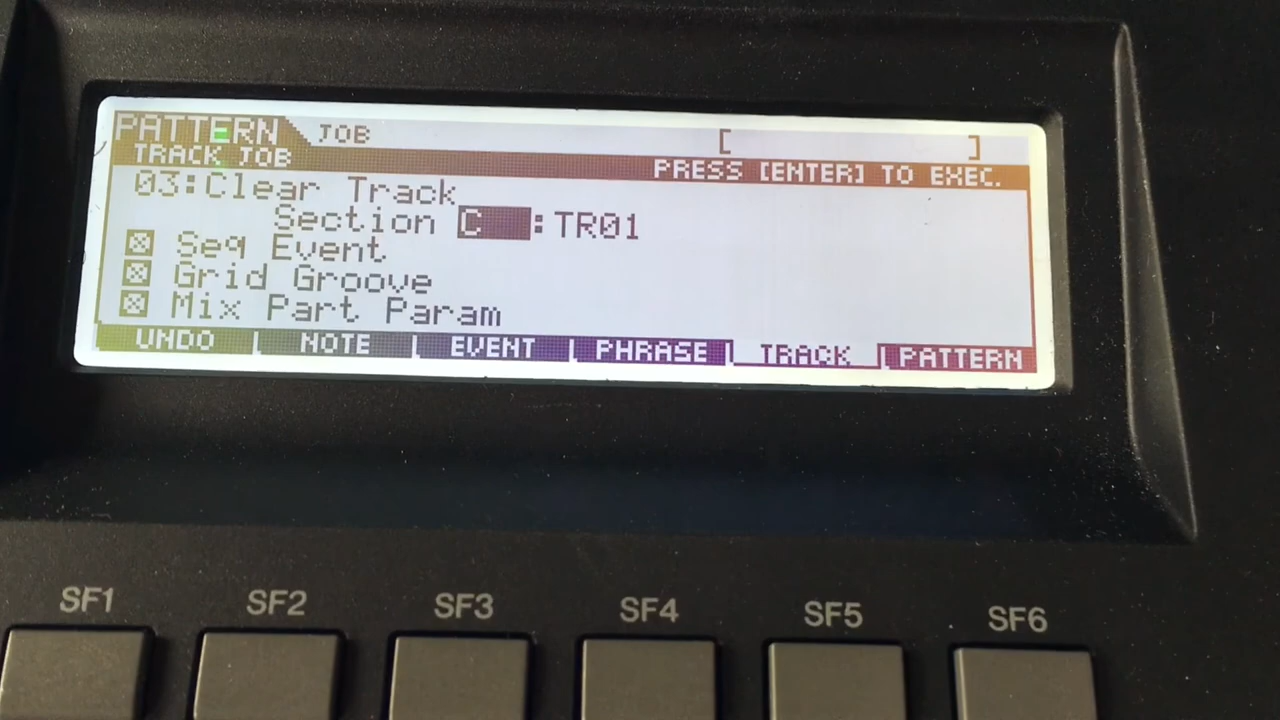 PATTERN JOB [ ]
TRACK JOB PRESS [ENTER] TO EXEC.
03:Clear Track
Section C :TR01
Seq Event
Grid Groove
Mix Part Param
UNDO NOTE EVENT PHRASE TRACK PATTERN
SF1 SF2 SF3 SF4 SF5 SF6